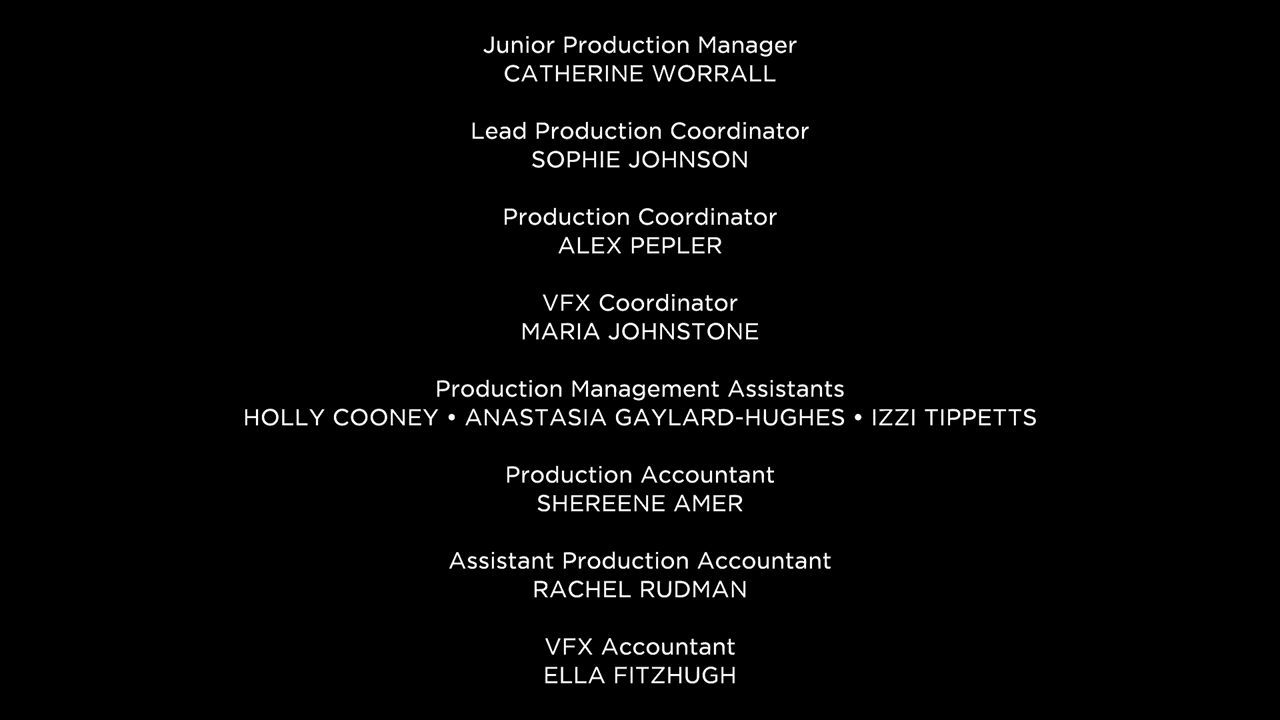 Junior Production Manager
CATHERINE WORRALL
Lead Production Coordinator
SOPHIE JOHNSON
Production Coordinator
ALEX PEPLER
VFX Coordinator
MARIA JOHNSTONE
Production Management Assistants
HOLLY COONEY • ANASTASIA GAYLARD-HUGHES • IZZI TIPPETTS
Production Accountant
SHEREENE AMER
Assistant Production Accountant
RACHEL RUDMAN
VFX Accountant
ELLA FITZHUGH